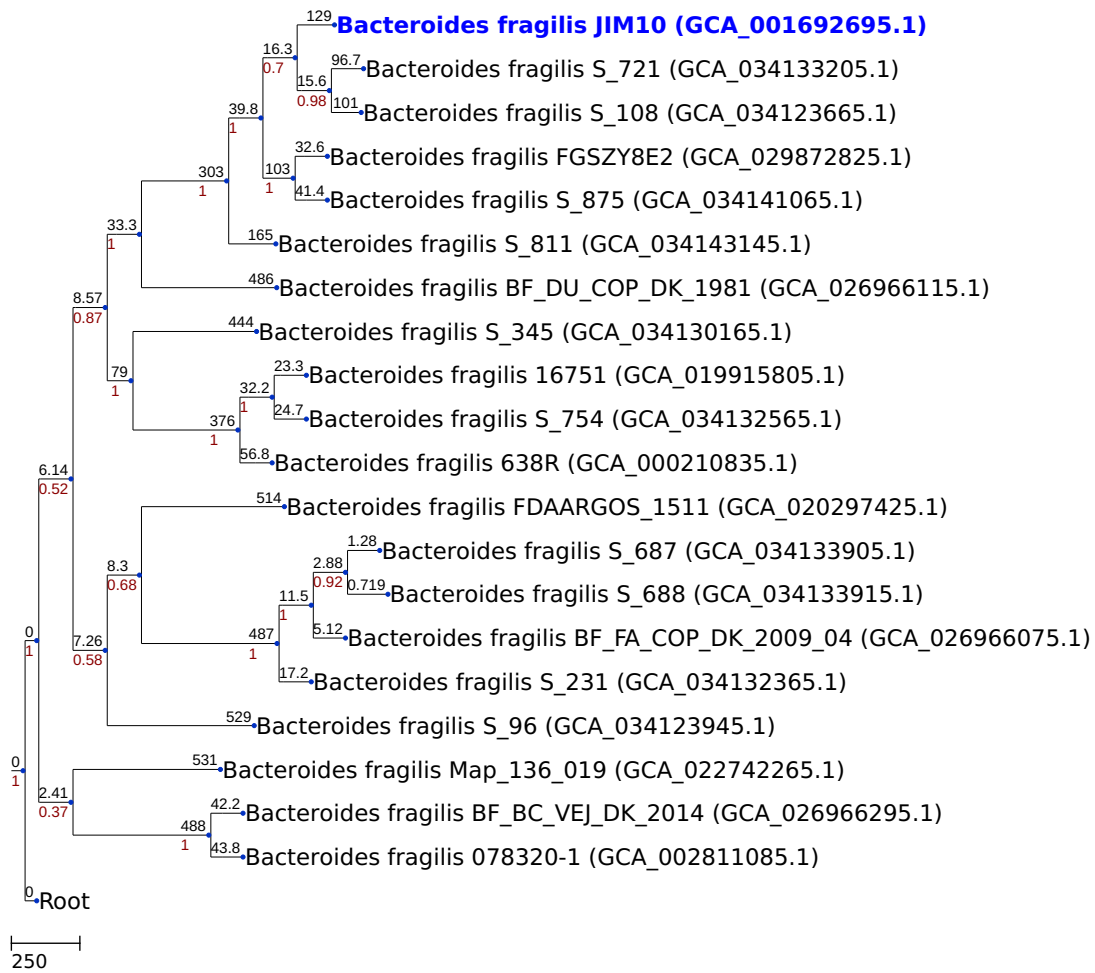 129
Bacteroides fragilis JIM10 (GCA_001692695.1)
16.3
0.7
96.7
Bacteroides fragilis S_721 (GCA_034133205.1)
15.6
0.98
101
Bacteroides fragilis S_108 (GCA_034123665.1)
39.8
1
32.6
Bacteroides fragilis FGSZY8E2 (GCA_029872825.1)
103
1
41.4
Bacteroides fragilis S_875 (GCA_034141065.1)
303
1
165
Bacteroides fragilis S_811 (GCA_034143145.1)
33.3
1
486
Bacteroides fragilis BF_DU_COP_DK_1981 (GCA_026966115.1)
8.57
0.87
444
Bacteroides fragilis S_345 (GCA_034130165.1)
79
1
23.3
Bacteroides fragilis 16751 (GCA_019915805.1)
32.2
1
24.7
Bacteroides fragilis S_754 (GCA_034132565.1)
376
1
56.8
Bacteroides fragilis 638R (GCA_000210835.1)
6.14
0.52
514
Bacteroides fragilis FDAARGOS_1511 (GCA_020297425.1)
8.3
0.68
1.28
Bacteroides fragilis S_687 (GCA_034133905.1)
2.88
0.92
0.719
Bacteroides fragilis S_688 (GCA_034133915.1)
11.5
1
5.12
Bacteroides fragilis BF_FA_COP_DK_2009_04 (GCA_026966075.1)
487
1
17.2
Bacteroides fragilis S_231 (GCA_034132365.1)
0
1
7.26
0.58
529
Bacteroides fragilis S_96 (GCA_034123945.1)
0
1
531
Bacteroides fragilis Map_136_019 (GCA_022742265.1)
2.41
0.37
42.2
Bacteroides fragilis BF_BC_VEJ_DK_2014 (GCA_026966295.1)
488
1
43.8
Bacteroides fragilis 078320-1 (GCA_002811085.1)
0
Root
250